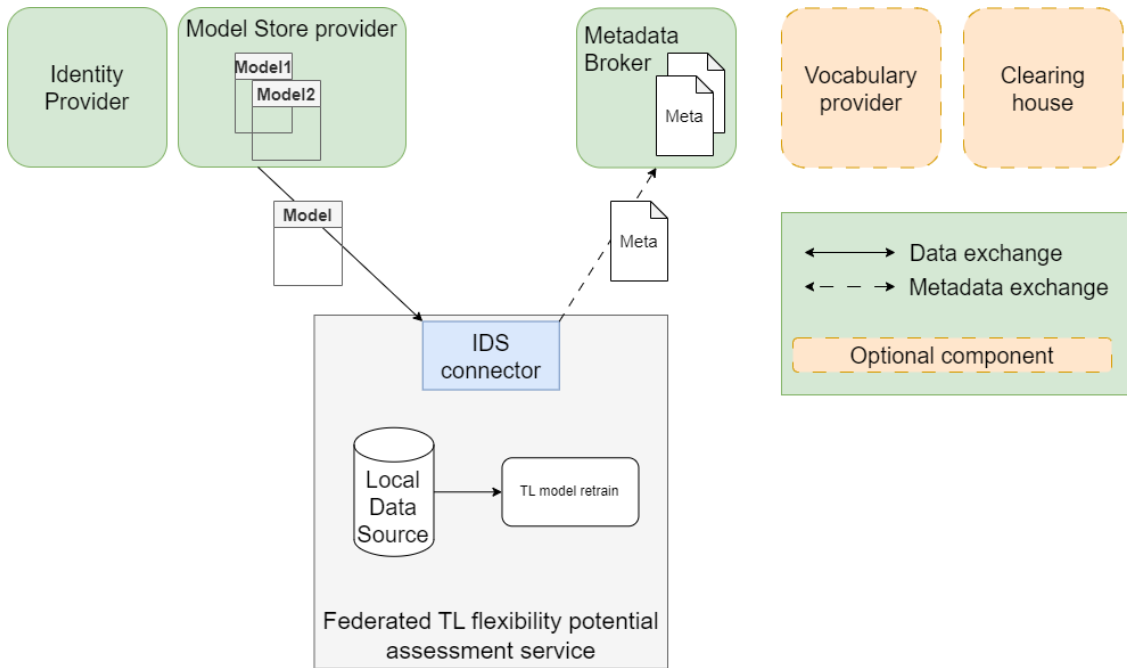 Identity
Provider
Model Store provider
Model1
Model2
Metadata
Broker
Meta
Vocabulary
provider
Clearing
house
Model
Meta
Data exchange
Metadata exchange
Optional component
IDS
connector
Local
Data
Source
TL model retrain
Federated TL flexibility potential
assessment service